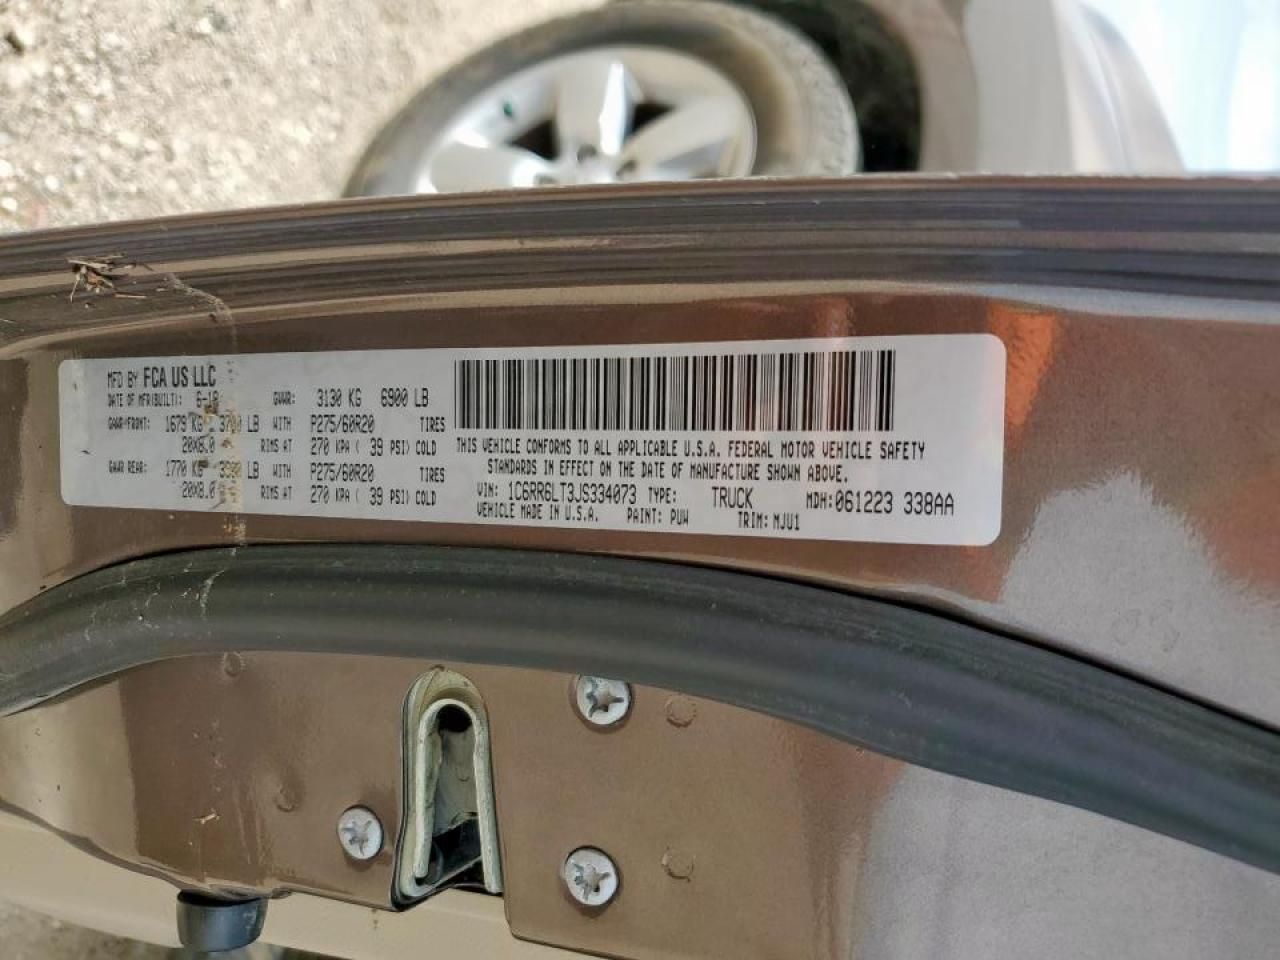 MFD BY FCA US LLC
DATE OF MFR(BUILT): 6-18 GVWR: 3130 KG 6900 LB
GAWR-FRONT: 1679 KG 3700 LB WITH P275/60R20 TIRES
20X8.0 RIMS AT 270 KPA ( 39 PSI) COLD
GAWR REAR: 1770 KG 3900 LB WITH P275/60R20 TIRES
20X8.0 RIMS AT 270 KPA ( 39 PSI) COLD
THIS VEHICLE CONFORMS TO ALL APPLICABLE U.S.A. FEDERAL MOTOR VEHICLE SAFETY
STANDARDS IN EFFECT ON THE DATE OF MANUFACTURE SHOWN ABOVE.
VIN: 1C6RR6LT3JS334073 TYPE: TRUCK MDH:061223 338AA
VEHICLE MADE IN U.S.A. PAINT: PUW TRIM: MJU1